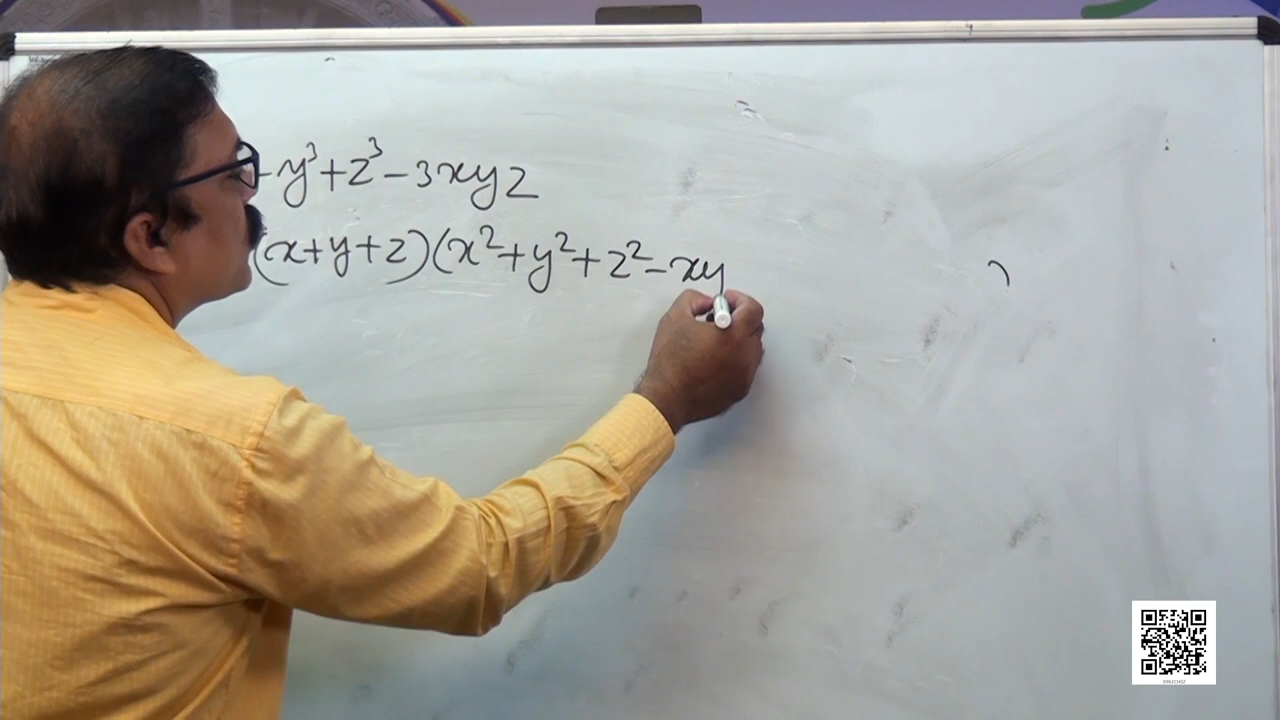 - y³ + z³ - 3xyz
(x+y+z)(x²+y²+z²-xy )